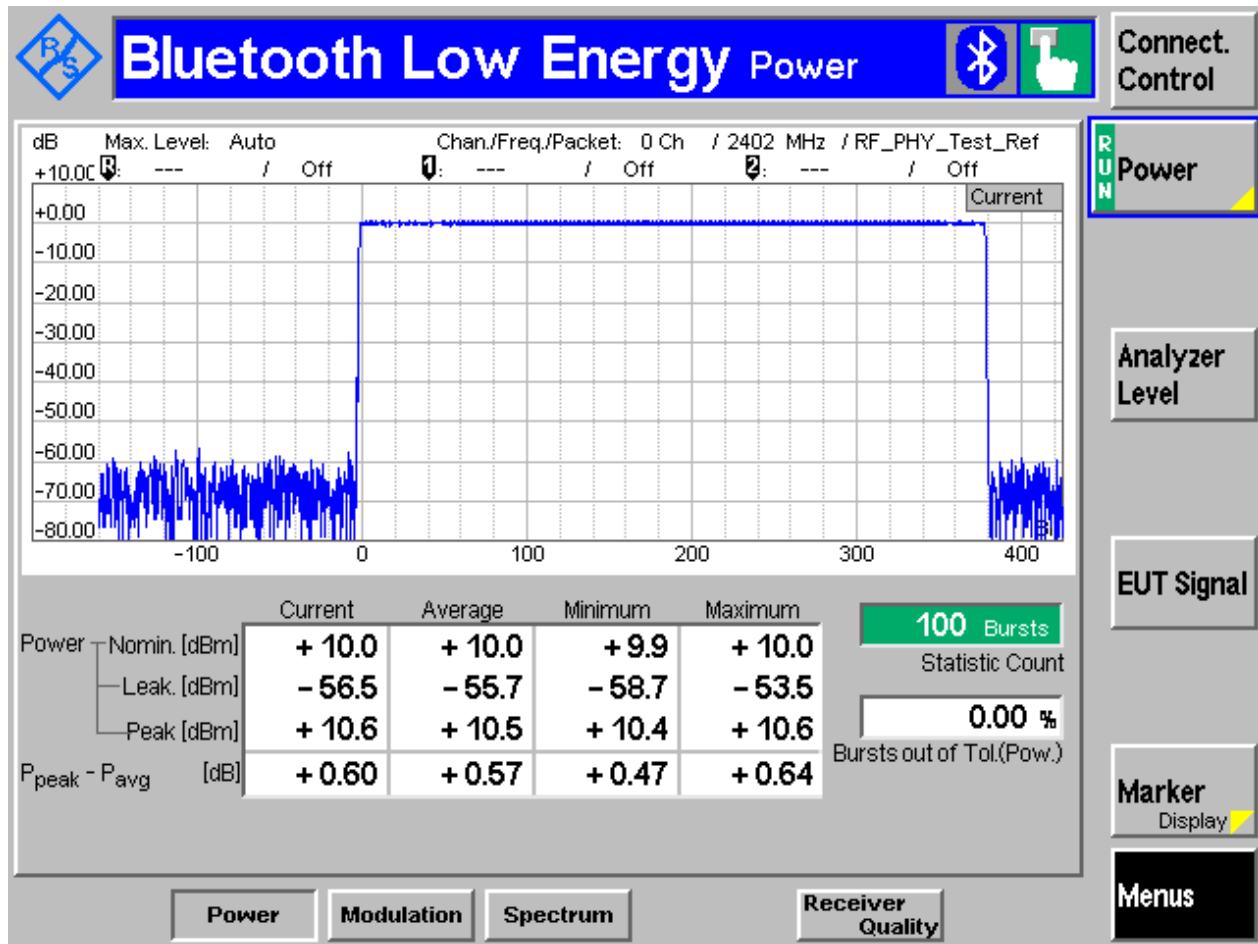 R/S
Bluetooth Low Energy Power
Connect.
Control
dB Max. Level: Auto Chan./Freq./Packet: 0 Ch / 2402 MHz / RF_PHY_Test_Ref
R: --- / Off 1: --- / Off 2: --- / Off
Current
+10.00
+0.00
-10.00
-20.00
-30.00
-40.00
-50.00
-60.00
-70.00
-80.00
-100 0 100 200 300 400
RUN
Power
Analyzer
Level
EUT Signal
Marker
Display
Menus
Current Average Minimum Maximum
Power Nomin. [dBm] + 10.0 + 10.0 + 9.9 + 10.0
Leak. [dBm] - 56.5 - 55.7 - 58.7 - 53.5
Peak [dBm] + 10.6 + 10.5 + 10.4 + 10.6
Ppeak - Pavg [dB] + 0.60 + 0.57 + 0.47 + 0.64
100 Bursts
Statistic Count
0.00 %
Bursts out of Tol.(Pow.)
Power
Modulation
Spectrum
Receiver
Quality